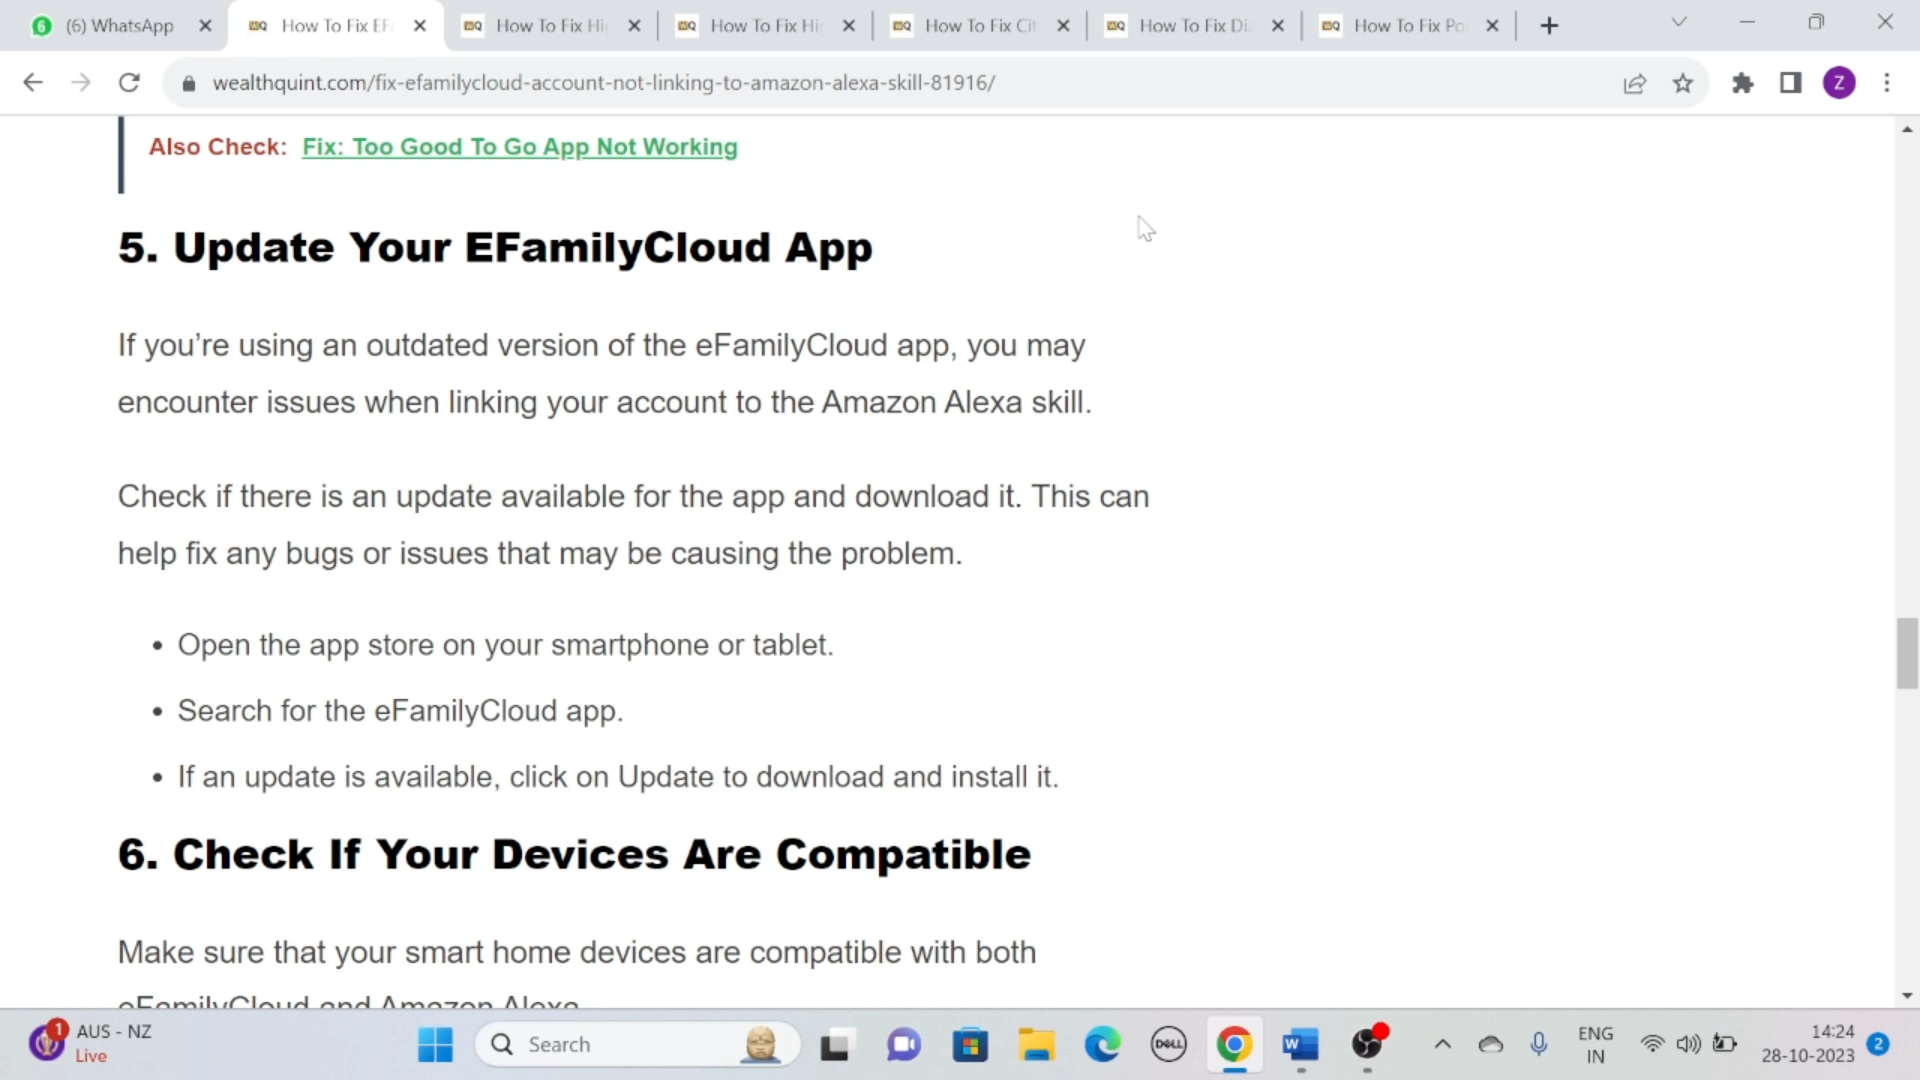 (6) WhatsApp
How To Fix EF
How To Fix Hi
How To Fix Hi
How To Fix Cit
How To Fix Di
How To Fix Po
wealthquint.com/fix-efamilycloud-account-not-linking-to-amazon-alexa-skill-81916/
Z
Also Check: Fix: Too Good To Go App Not Working
5. Update Your EFamilyCloud App
If you’re using an outdated version of the eFamilyCloud app, you may
encounter issues when linking your account to the Amazon Alexa skill.
Check if there is an update available for the app and download it. This can
help fix any bugs or issues that may be causing the problem.
• Open the app store on your smartphone or tablet.
• Search for the eFamilyCloud app.
• If an update is available, click on Update to download and install it.
6. Check If Your Devices Are Compatible
Make sure that your smart home devices are compatible with both
eFamilyCloud and Amazon Alexa.
1
AUS - NZ
Live
Search
DELL
W
ENG
IN
14:24
28-10-2023
2